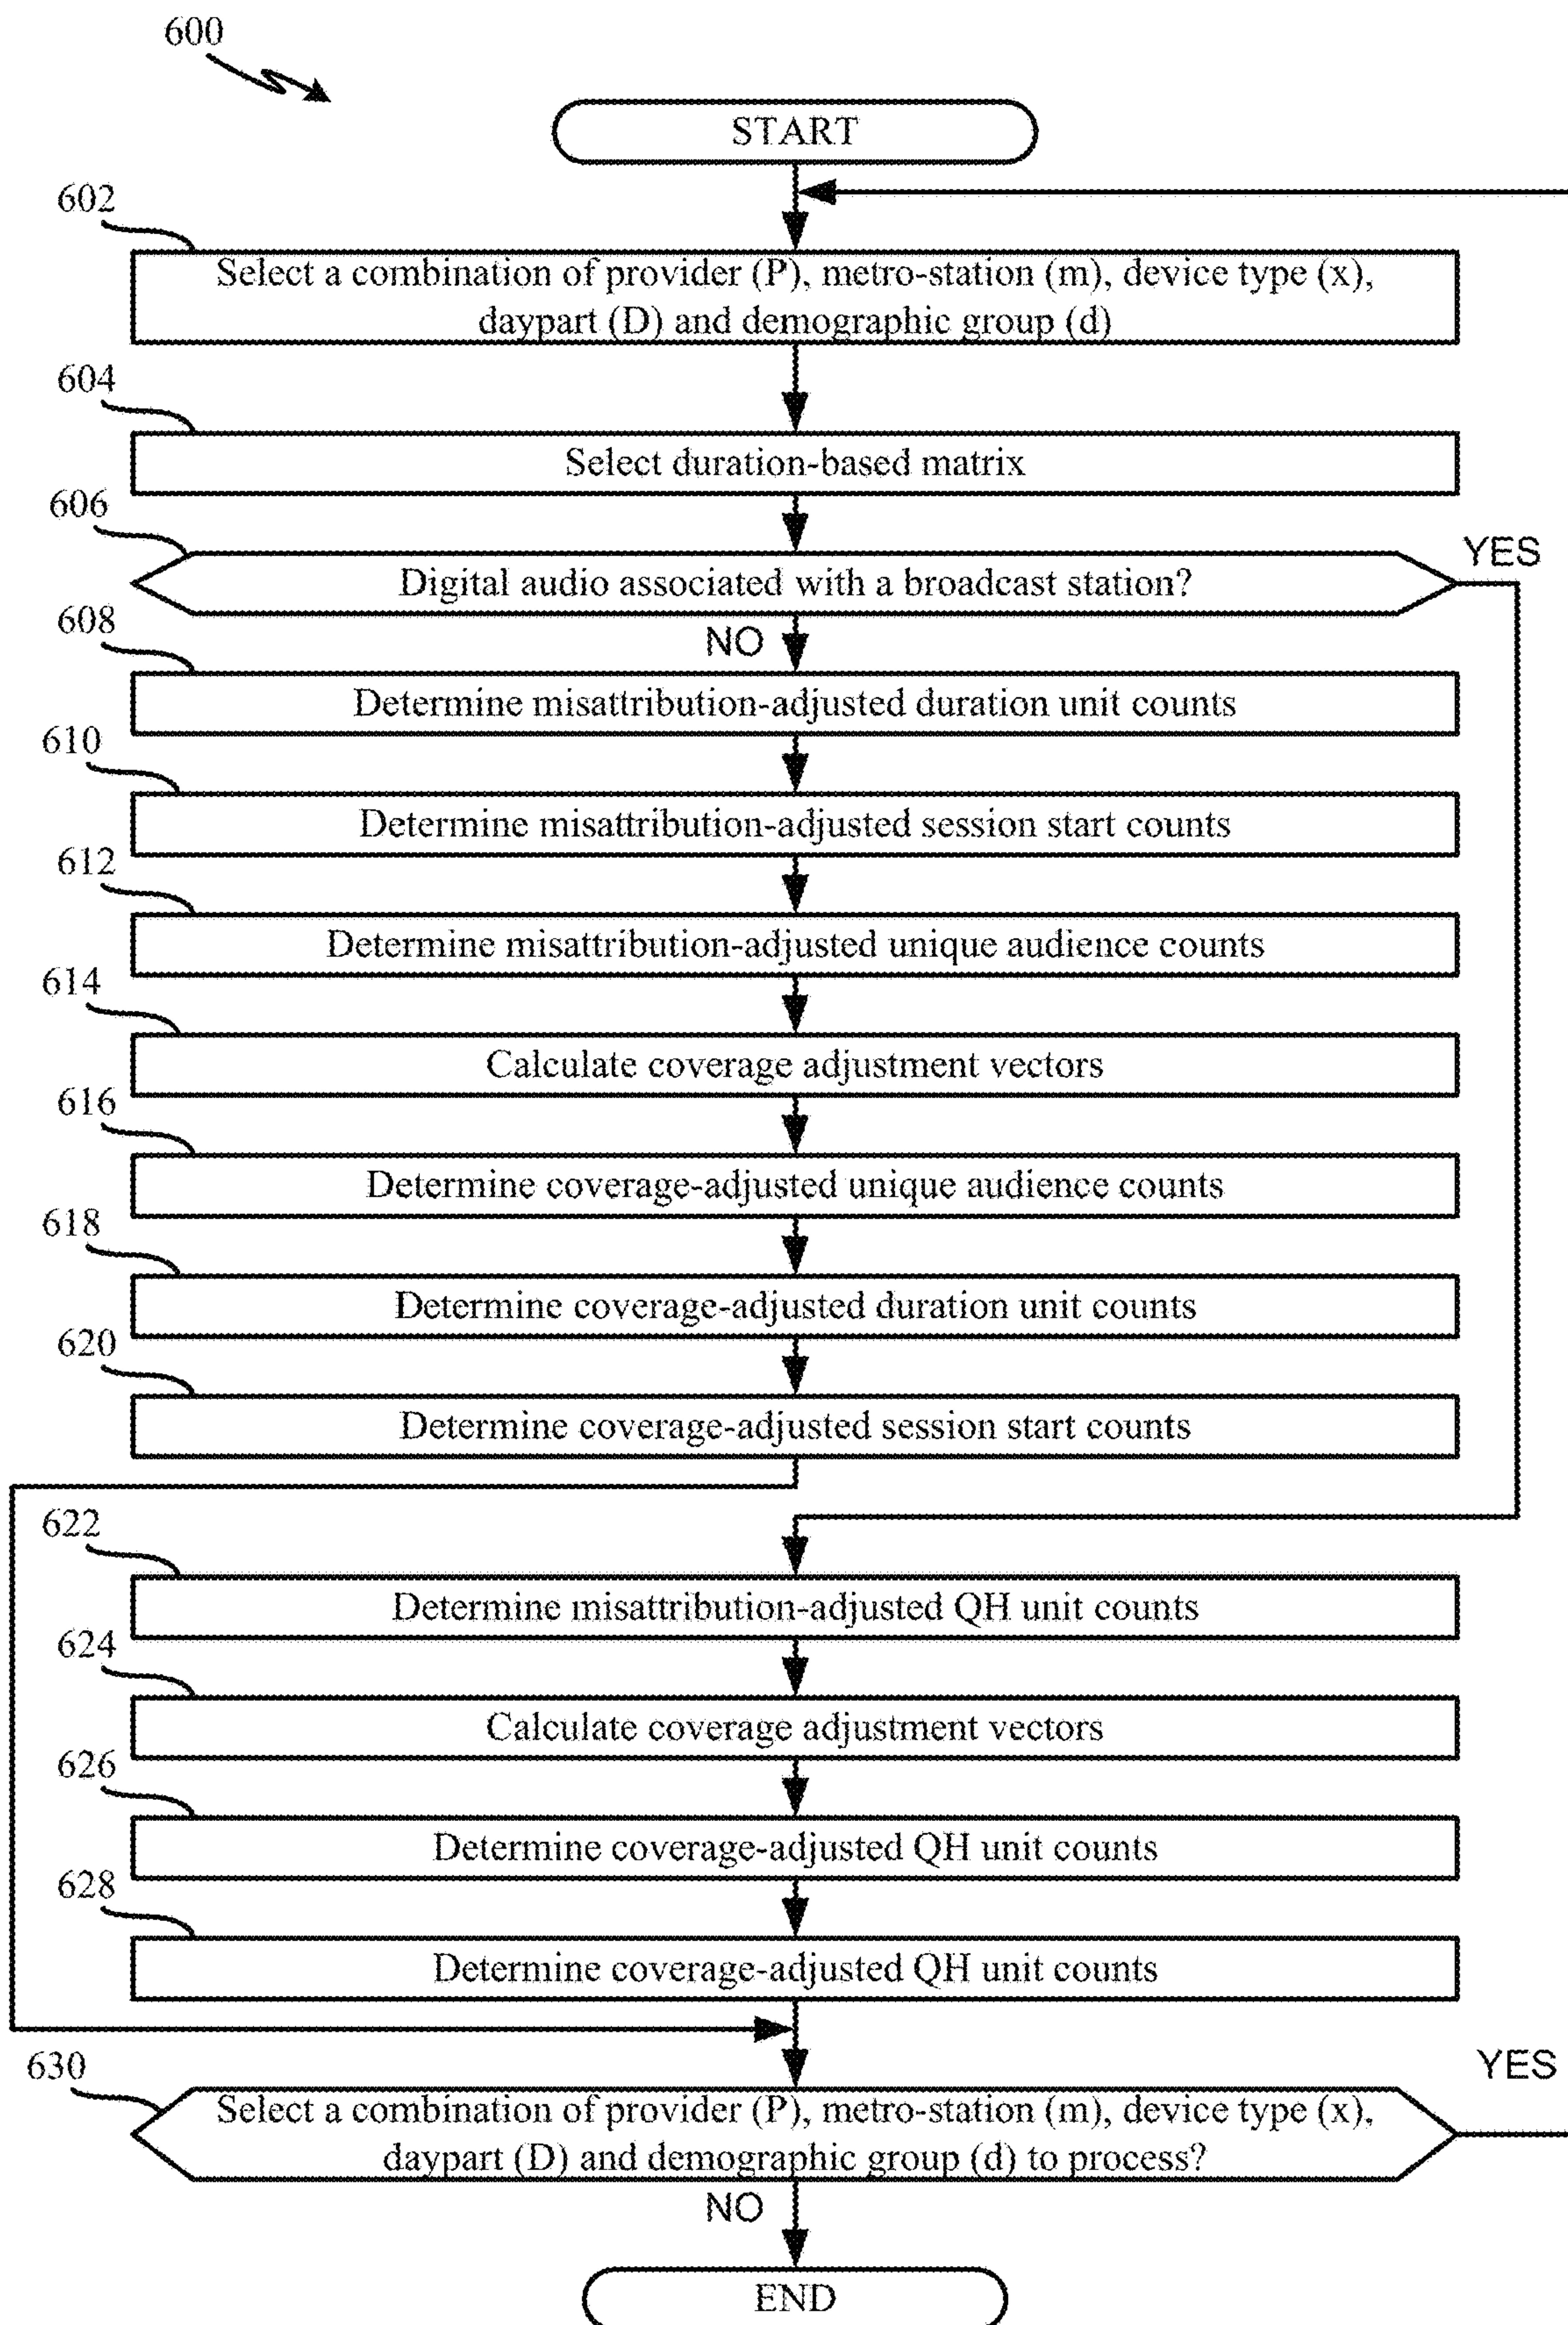 600
START
602
Select a combination of provider (P), metro-station (m), device type (x),
daypart (D) and demographic group (d)
604
Select duration-based matrix
606
YES
Digital audio associated with a broadcast station?
608
NO
Determine misattribution-adjusted duration unit counts
610
Determine misattribution-adjusted session start counts
612
Determine misattribution-adjusted unique audience counts
614
Calculate coverage adjustment vectors
616
Determine coverage-adjusted unique audience counts
618
Determine coverage-adjusted duration unit counts
620
Determine coverage-adjusted session start counts
622
Determine misattribution-adjusted QH unit counts
624
Calculate coverage adjustment vectors
626
Determine coverage-adjusted QH unit counts
628
Determine coverage-adjusted QH unit counts
630
YES
Select a combination of provider (P), metro-station (m), device type (x),
daypart (D) and demographic group (d) to process?
NO
END